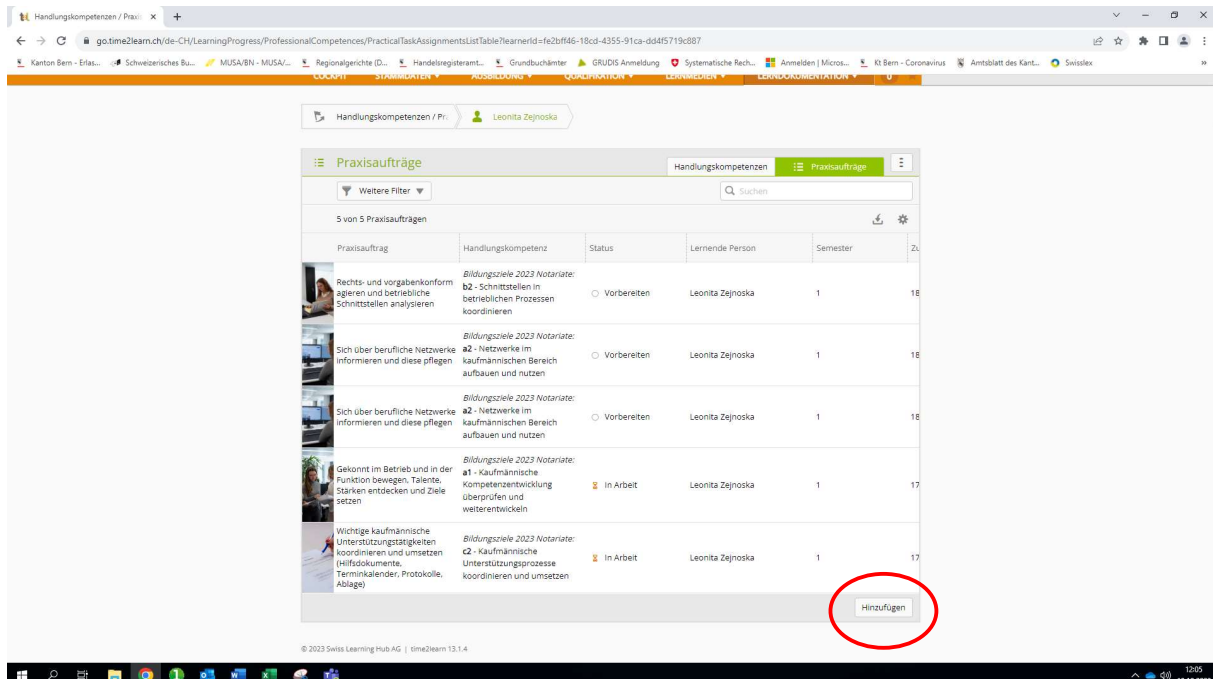 Handlungskompetenzen / Praxi
go.time2learn.ch/de-CH/LearningProgress/ProfessionalCompetences/PracticalTaskAssignmentsListTable?learnerId=fe2bff46-18cd-4355-91ca-dd4f5719c887
Kanton Bern - Erlas... Schweizerisches Bu... MUSA/BN - MUSA/... Regionalgerichte (D... Handelsregisteramt... Grundbuchämter GRUDIS Anmeldung Systematische Rech... Anmelden | Micros... Kt Bern - Coronavirus Amtsblatt des Kant... Swisslex »
COCKPIT STAMMDATEN AUSBILDUNG QUALIFIKATION LERNMEDIEN LERNDOKUMENTATION 0
Handlungskompetenzen / Pr Leonita Zejnoska
Praxisaufträge Handlungskompetenzen Praxisaufträge
Weitere Filter Suchen
5 von 5 Praxisaufträgen
Praxisauftrag Handlungskompetenz Status Lernende Person Semester Zu
Rechts- und vorgabenkonform
agieren und betriebliche
Schnittstellen analysieren
Bildungsziele 2023 Notariate:
b2 - Schnittstellen in
betrieblichen Prozessen
koordinieren
Vorbereiten Leonita Zejnoska 1 18
Sich über berufliche Netzwerke
informieren und diese pflegen
Bildungsziele 2023 Notariate:
a2 - Netzwerke im
kaufmännischen Bereich
aufbauen und nutzen
Vorbereiten Leonita Zejnoska 1 18
Sich über berufliche Netzwerke
informieren und diese pflegen
Bildungsziele 2023 Notariate:
a2 - Netzwerke im
kaufmännischen Bereich
aufbauen und nutzen
Vorbereiten Leonita Zejnoska 1 18
Gekonnt im Betrieb und in der
Funktion bewegen, Talente,
Stärken entdecken und Ziele
setzen
Bildungsziele 2023 Notariate:
a1 - Kaufmännische
Kompetenzentwicklung
überprüfen und
weiterentwickeln
In Arbeit Leonita Zejnoska 1 17
Wichtige kaufmännische
Unterstützungstätigkeiten
koordinieren und umsetzen
(Hilfsdokumente,
Terminkalender, Protokolle,
Ablage)
Bildungsziele 2023 Notariate:
c2 - Kaufmännische
Unterstützungsprozesse
koordinieren und umsetzen
In Arbeit Leonita Zejnoska 1 17
Hinzufügen
© 2023 Swiss Learning Hub AG | time2learn 13.1.4
12:05